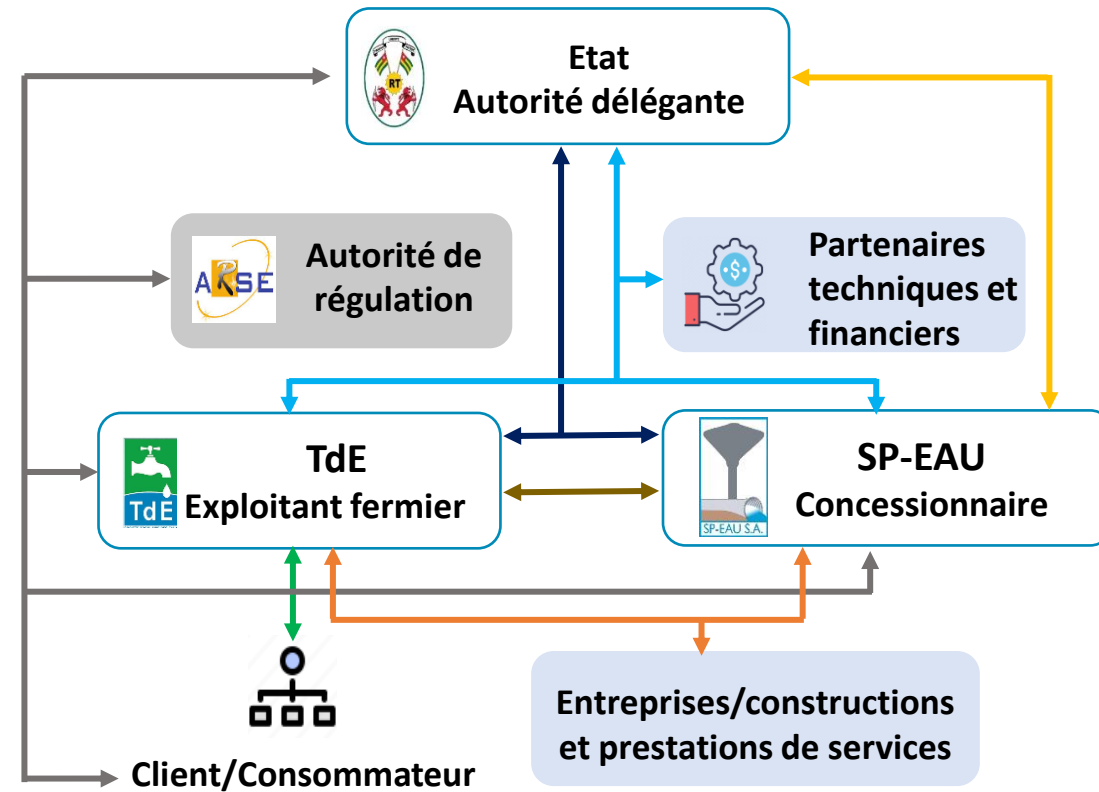 Etat
Autorité délégante
RT
ARSE
Autorité de
régulation
$
Partenaires
techniques et
financiers
TdE
TdE
Exploitant fermier
SP-EAU S.A.
SP-EAU
Concessionnaire
Client/Consommateur
Entreprises/constructions
et prestations de services